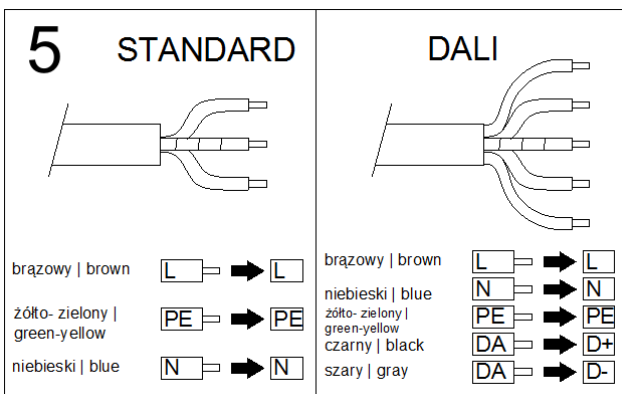 5 STANDARD
brązowy | brown L L
żółto- zielony |
green-yellow PE PE
niebieski | blue N N
DALI
brązowy | brown L L
niebieski | blue N N
żółto- zielony |
green-yellow PE PE
czarny | black DA D+
szary | gray DA D-